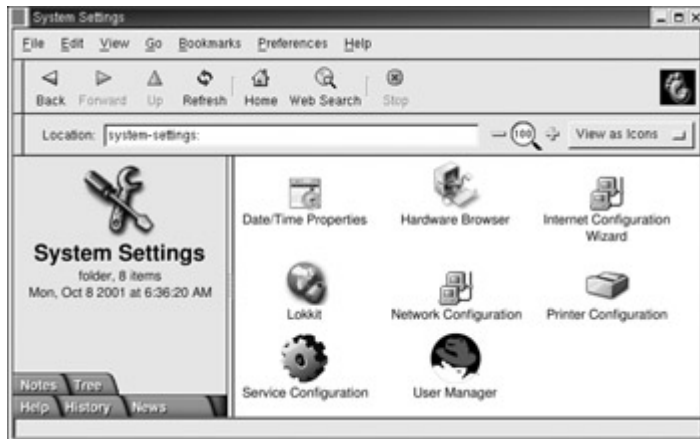 System Settings
File Edit View Go Bookmarks Preferences Help
Back Forward Up Refresh Home Web Search Stop
Location: system-settings: 100 View as Icons
System Settings
folder, 8 items
Mon, Oct 8 2001 at 6:36:20 AM
Date/Time Properties
Hardware Browser
Internet Configuration
Wizard
Lokkit
Network Configuration
Printer Configuration
Service Configuration
User Manager
Notes Tree
Help History News